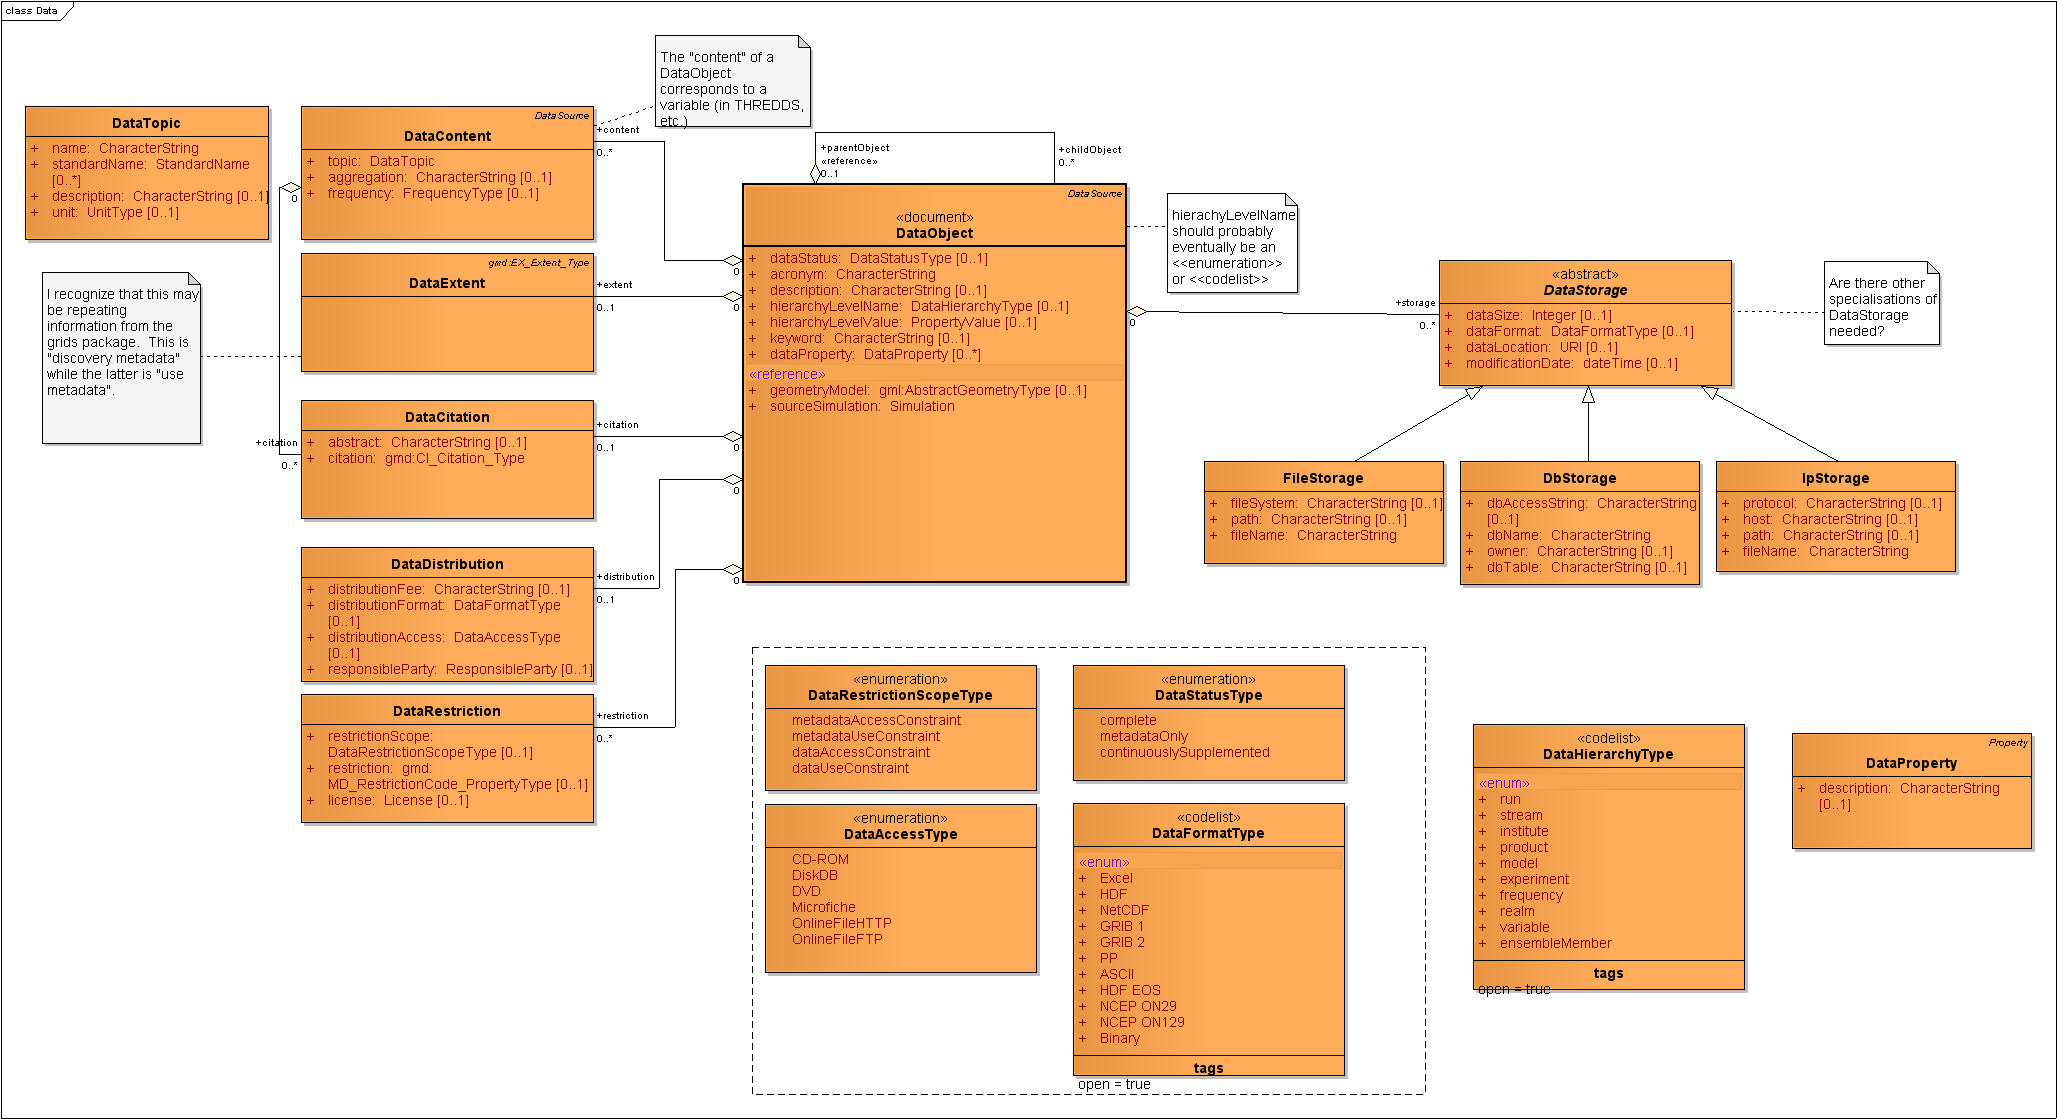 class Data
The "content" of a
DataObject
corresponds to a
variable (in THREDDS,
etc.)
DataTopic
+ name: CharacterString
+ standardName: StandardName
[0..*]
+ description: CharacterString [0..1]
+ unit: UnitType [0..1]
DataSource
DataContent
+ topic: DataTopic
+ aggregation: CharacterString [0..1]
+ frequency: FrequencyType [0..1]
+content
0..*
0
+parentObject
«reference»
0..1
+childObject
0..*
gmd:EX_Extent_Type
DataExtent
+extent
0..1
I recognize that this may
be repeating
information from the
grids package. This is
"discovery metadata"
while the latter is "use
metadata".
DataCitation
+ abstract: CharacterString [0..1]
+ citation: gmd:CI_Citation_Type
+citation
0..1
+citation
0..*
DataDistribution
+ distributionFee: CharacterString [0..1]
+ distributionFormat: DataFormatType
[0..1]
+ distributionAccess: DataAccessType
[0..1]
+ responsibleParty: ResponsibleParty [0..1]
+distribution
0..1
DataRestriction
+ restrictionScope:
DataRestrictionScopeType [0..1]
+ restriction: gmd:
MD_RestrictionCode_PropertyType [0..1]
+ license: License [0..1]
+restriction
0..*
DataSource
«document»
DataObject
+ dataStatus: DataStatusType [0..1]
+ acronym: CharacterString
+ description: CharacterString [0..1]
+ hierarchyLevelName: DataHierarchyType [0..1]
+ hierarchyLevelValue: PropertyValue [0..1]
+ keyword: CharacterString [0..1]
+ dataProperty: DataProperty [0..*]
«reference»
+ geometryModel: gml:AbstractGeometryType [0..1]
+ sourceSimulation: Simulation
0
0
0
0
0
0
hierachyLevelName
should probably
eventually be an
<<enumeration>>
or <<codelist>>
+storage
0..*
«abstract»
DataStorage
+ dataSize: Integer [0..1]
+ dataFormat: DataFormatType [0..1]
+ dataLocation: URI [0..1]
+ modificationDate: dateTime [0..1]
Are there other
specialisations of
DataStorage
needed?
FileStorage
+ fileSystem: CharacterString [0..1]
+ path: CharacterString [0..1]
+ fileName: CharacterString
DbStorage
+ dbAccessString: CharacterString
[0..1]
+ dbName: CharacterString
+ owner: CharacterString [0..1]
+ dbTable: CharacterString [0..1]
IpStorage
+ protocol: CharacterString [0..1]
+ host: CharacterString [0..1]
+ path: CharacterString [0..1]
+ fileName: CharacterString
«enumeration»
DataRestrictionScopeType
metadataAccessConstraint
metadataUseConstraint
dataAccessConstraint
dataUseConstraint
«enumeration»
DataStatusType
complete
metadataOnly
continuouslySupplemented
«enumeration»
DataAccessType
CD-ROM
DiskDB
DVD
Microfiche
OnlineFileHTTP
OnlineFileFTP
«codelist»
DataFormatType
«enum»
+ Excel
+ HDF
+ NetCDF
+ GRIB 1
+ GRIB 2
+ PP
+ ASCII
+ HDF EOS
+ NCEP ON29
+ NCEP ON129
+ Binary
tags
open = true
«codelist»
DataHierarchyType
«enum»
+ run
+ stream
+ institute
+ product
+ model
+ experiment
+ frequency
+ realm
+ variable
+ ensembleMember
tags
open = true
Property
DataProperty
+ description: CharacterString
[0..1]